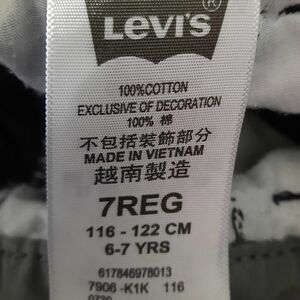 LEVI'S®
100%COTTON
EXCLUSIVE OF DECORATION
100% 棉
不包括裝飾部分
MADE IN VIETNAM
越南製造
7REG
116 - 122 CM
6-7 YRS
617846978013
7906 -K1K 116
0720